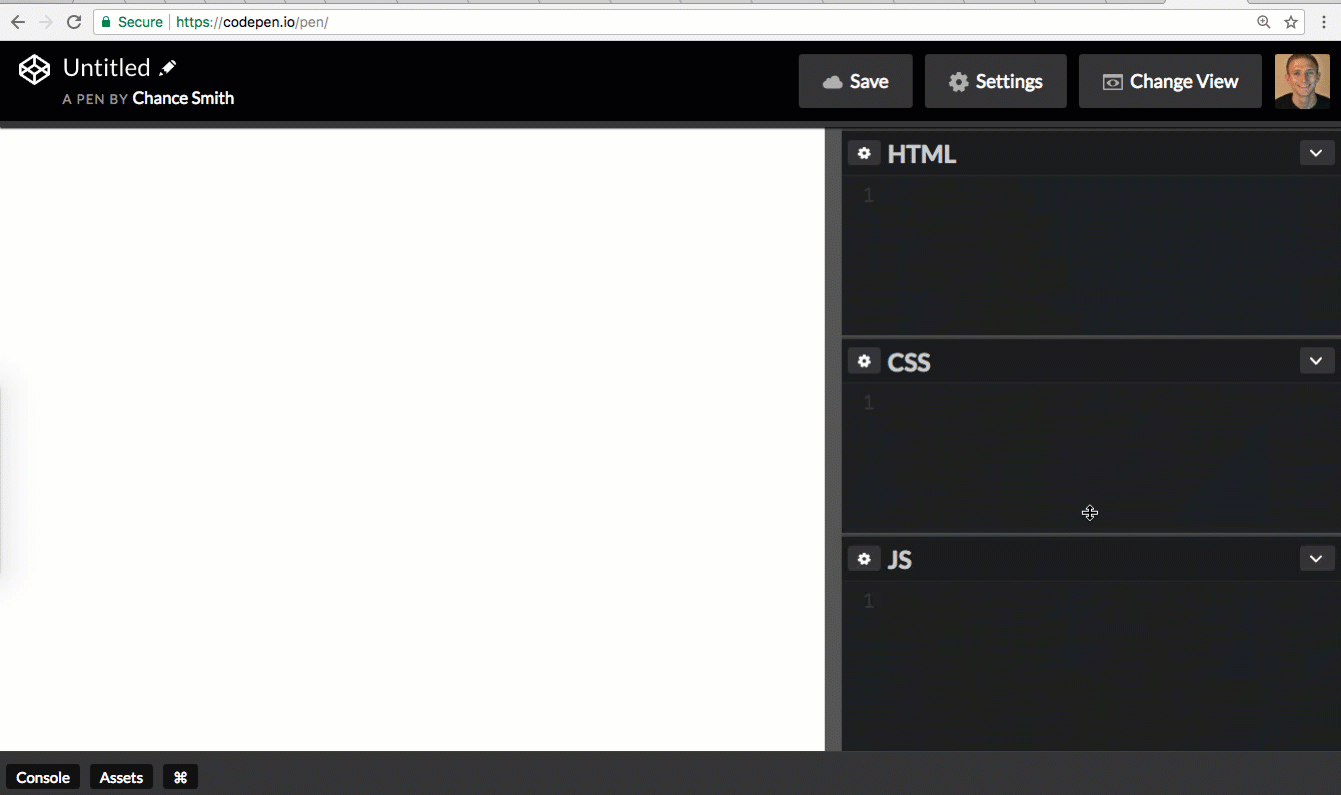 Secure https://codepen.io/pen/
Untitled
A PEN BY Chance Smith
Save
Settings
Change View
HTML
1
CSS
1
JS
1
Console
Assets
⌘